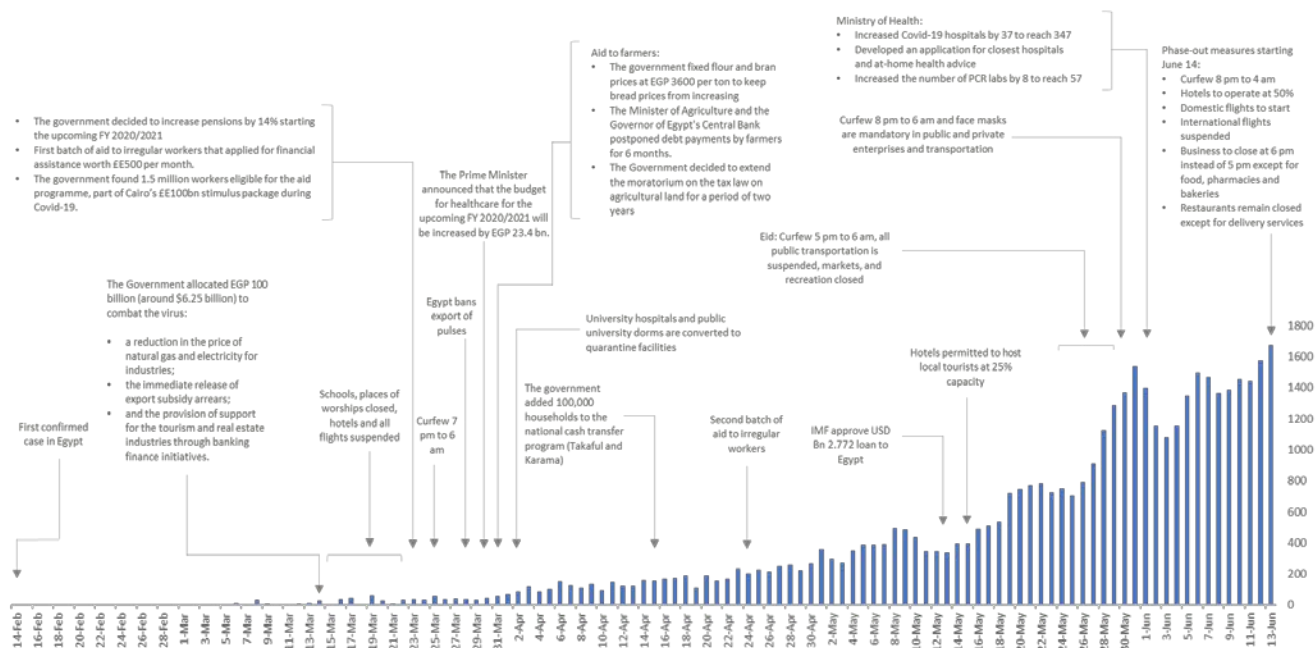 Ministry of Health:
• Increased Covid-19 hospitals by 37 to reach 347
• Developed an application for closest hospitals
and at-home health advice
• Increased the number of PCR labs by 8 to reach 57
Phase-out measures starting
June 14:
• Curfew 8 pm to 4 am
• Hotels to operate at 50%
• Domestic flights to start
• International flights
suspended
• Business to close at 6 pm
instead of 5 pm except for
food, pharmacies and
bakeries
• Restaurants remain closed
except for delivery services
Aid to farmers:
• The government fixed flour and bran
prices at EGP 3600 per ton to keep
bread prices from increasing
• The Minister of Agriculture and the
Governor of Egypt's Central Bank
postponed debt payments by farmers
for 6 months.
• The Government decided to extend
the moratorium on the tax law on
agricultural land for a period of two
years
• The government decided to increase pensions by 14% starting
the upcoming FY 2020/2021
• First batch of aid to irregular workers that applied for financial
assistance worth £E500 per month.
• The government found 1.5 million workers eligible for the aid
programme, part of Cairo's £E100bn stimulus package during
Covid-19.
Curfew 8 pm to 6 am and face masks
are mandatory in public and private
enterprises and transportation
The Prime Minister
announced that the budget
for healthcare for the
upcoming FY 2020/2021 will
be increased by EGP 23.4 bn.
Eid: Curfew 5 pm to 6 am, all
public transportation is
suspended, markets, and
recreation closed
The Government allocated EGP 100
billion (around $6.25 billion) to
combat the virus:
• a reduction in the price of
natural gas and electricity for
industries;
• the immediate release of
export subsidy arrears;
• and the provision of support
for the tourism and real estate
industries through banking
finance initiatives.
Egypt bans
export of
pulses
University hospitals and public
university dorms are converted to
quarantine facilities
Hotels permitted to host
local tourists at 25%
capacity
Schools, places of
worships closed,
hotels and all
flights suspended
The government
added 100,000
households to the
national cash transfer
program (Takaful and
Karama)
First confirmed
case in Egypt
Curfew 7
pm to 6
am
Second batch of
aid to irregular
workers
IMF approve USD
Bn 2.772 loan to
Egypt
1800
1600
1400
1200
1000
800
600
400
200
0
14-Feb
16-Feb
18-Feb
20-Feb
22-Feb
24-Feb
26-Feb
28-Feb
1-Mar
3-Mar
5-Mar
7-Mar
9-Mar
11-Mar
13-Mar
15-Mar
17-Mar
19-Mar
21-Mar
23-Mar
25-Mar
27-Mar
29-Mar
31-Mar
2-Apr
4-Apr
6-Apr
8-Apr
10-Apr
12-Apr
14-Apr
16-Apr
18-Apr
20-Apr
22-Apr
24-Apr
26-Apr
28-Apr
30-Apr
2-May
4-May
6-May
8-May
10-May
12-May
14-May
16-May
18-May
20-May
22-May
24-May
26-May
28-May
30-May
1-Jun
3-Jun
5-Jun
7-Jun
9-Jun
11-Jun
13-Jun